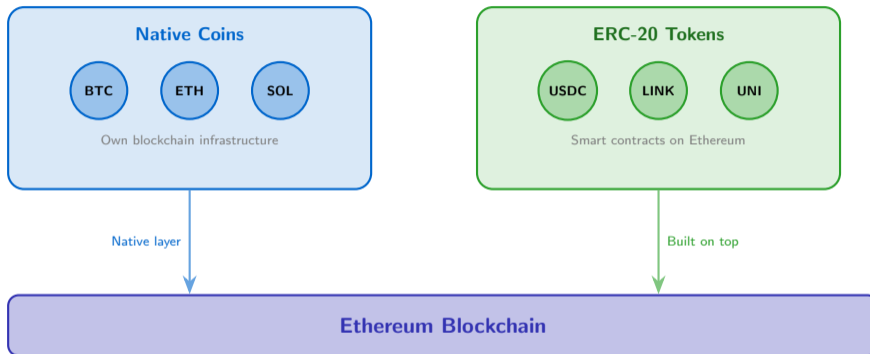 Native Coins
BTC ETH SOL
Own blockchain infrastructure
ERC-20 Tokens
USDC LINK UNI
Smart contracts on Ethereum
Native layer
Built on top
Ethereum Blockchain